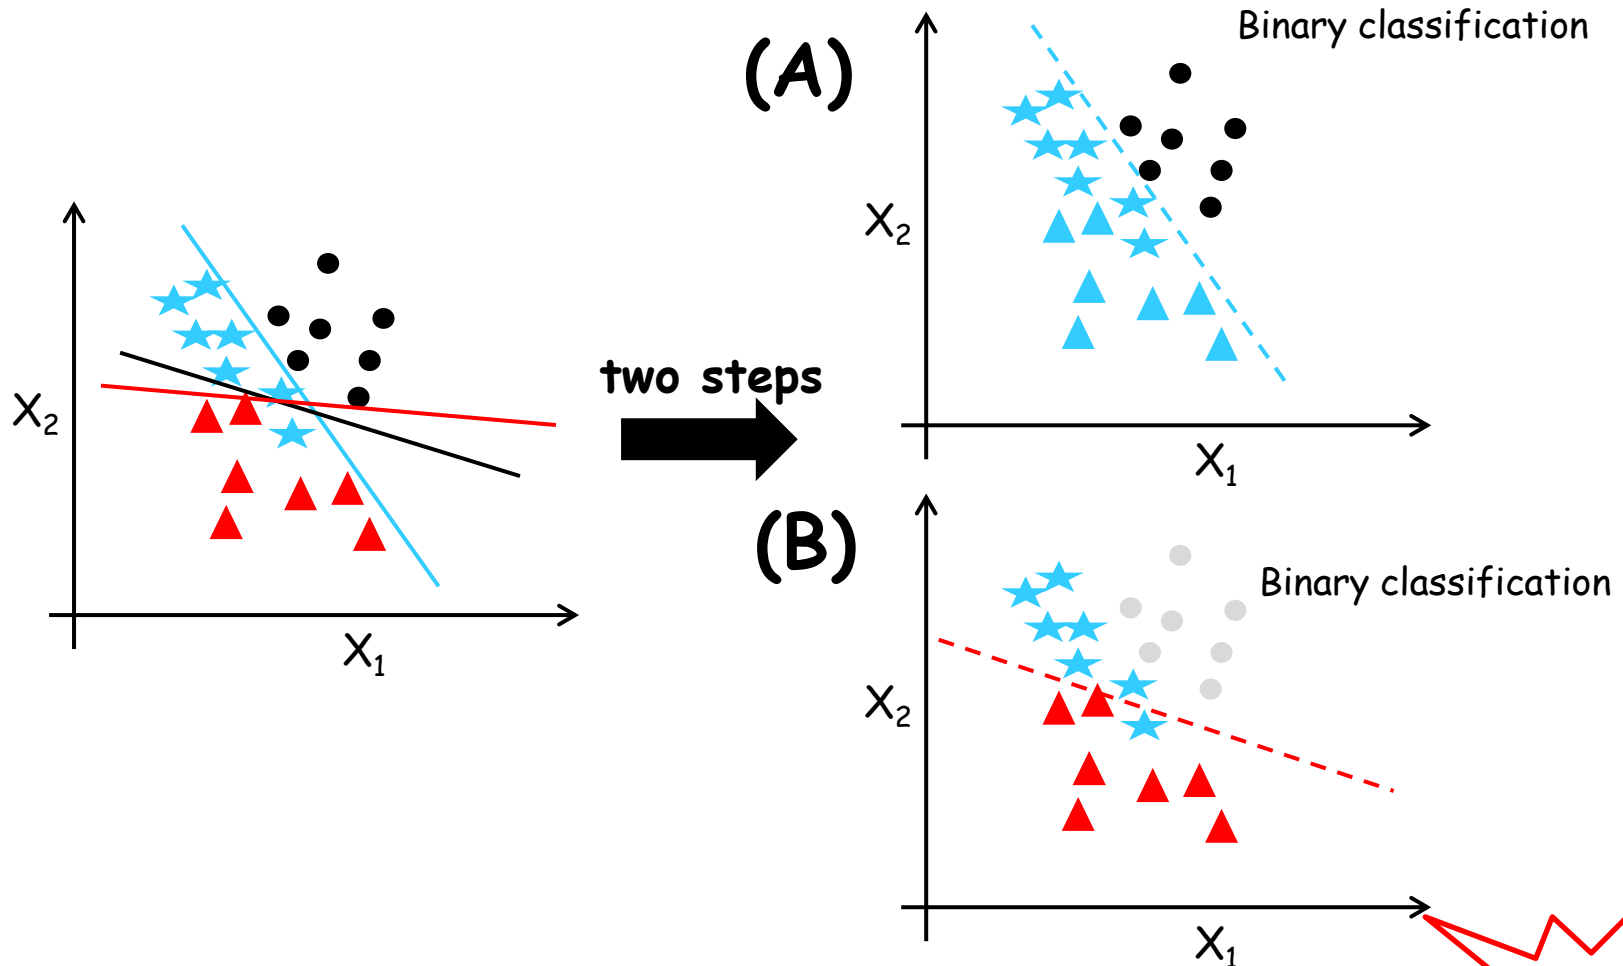 X₂
X₁
two steps
(A)
Binary classification
X₂
X₁
(B)
Binary classification
X₂
X₁